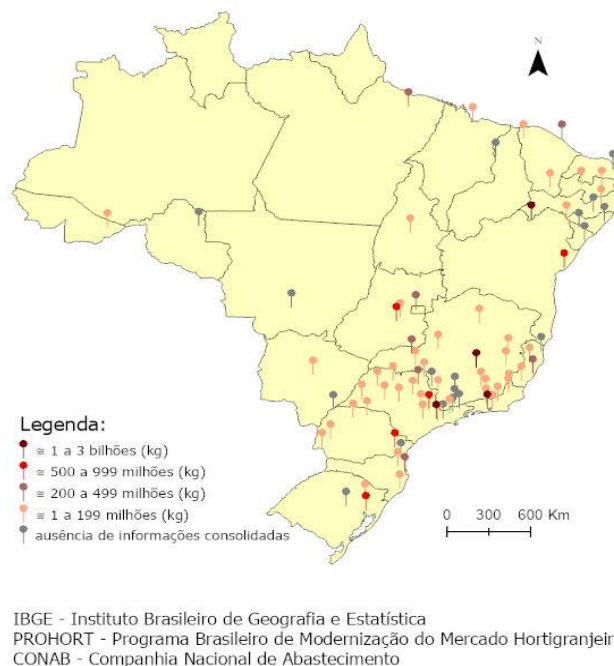 N
Legenda:
≅ 1 a 3 bilhões (kg)
≅ 500 a 999 milhões (kg)
≅ 200 a 499 milhões (kg)
≅ 1 a 199 milhões (kg)
ausência de informações consolidadas
0 300 600 Km
IBGE - Instituto Brasileiro de Geografia e Estatística
PROHORT - Programa Brasileiro de Modernização do Mercado Hortigranjeir
CONAB - Companhia Nacional de Abastecimento